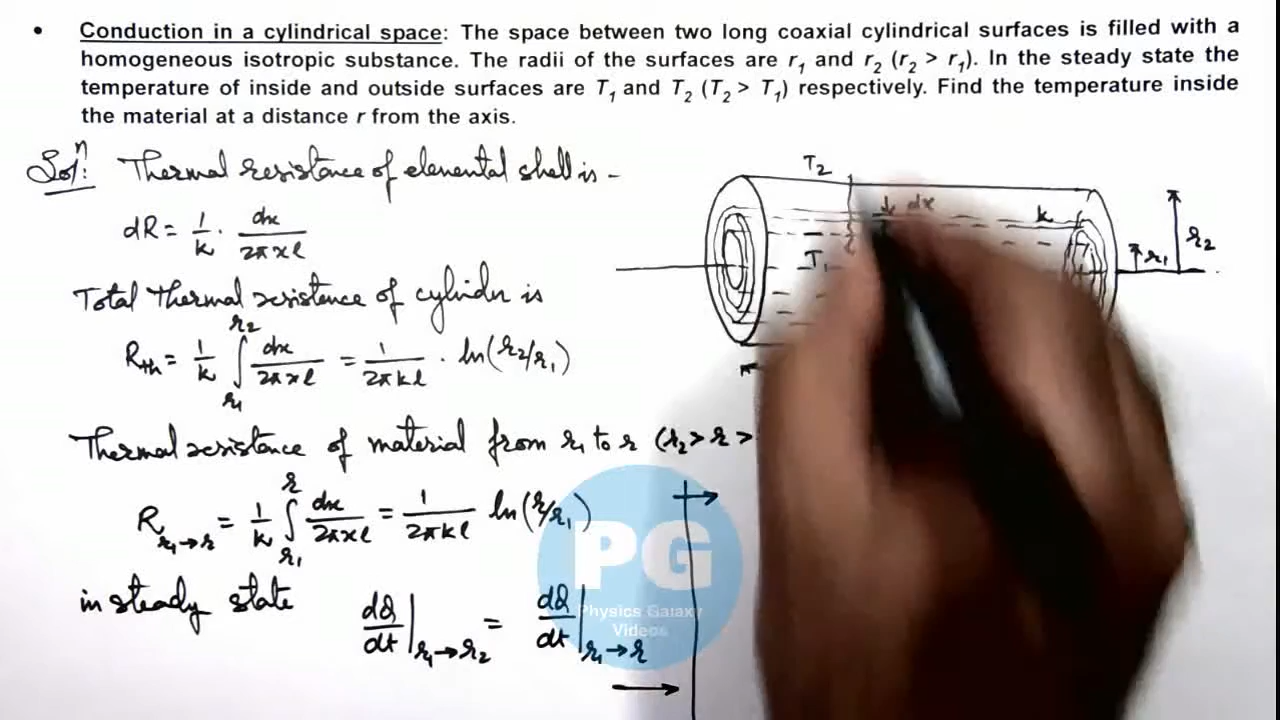 • Conduction in a cylindrical space: The space between two long coaxial cylindrical surfaces is filled with a
homogeneous isotropic substance. The radii of the surfaces are r₁ and r₂ (r₂ > r₁). In the steady state the
temperature of inside and outside surfaces are T₁ and T₂ (T₂ > T₁) respectively. Find the temperature inside
the material at a distance r from the axis.
Solⁿ: Thermal resistance of elemental shell is -
dR = 1/k · dx/2πxl
Total Thermal resistance of cylinder is
R_th = 1/k ∫_{r₁}^{r₂} dx/2πxl = 1/2πkl · ln(r₂/r₁)
Thermal resistance of material from r₁ to r (r₂ > r >
R_{r₁→r} = 1/k ∫_{r₁}^{r} dx/2πxl = 1/2πkl ln(r/r₁)
in steady state dQ/dt|_{r₁→r₂} = dQ/dt|_{r₁→r}
T₂
dx
k
T₁
r₁
r₂
PG
Physics Galaxy
Videos